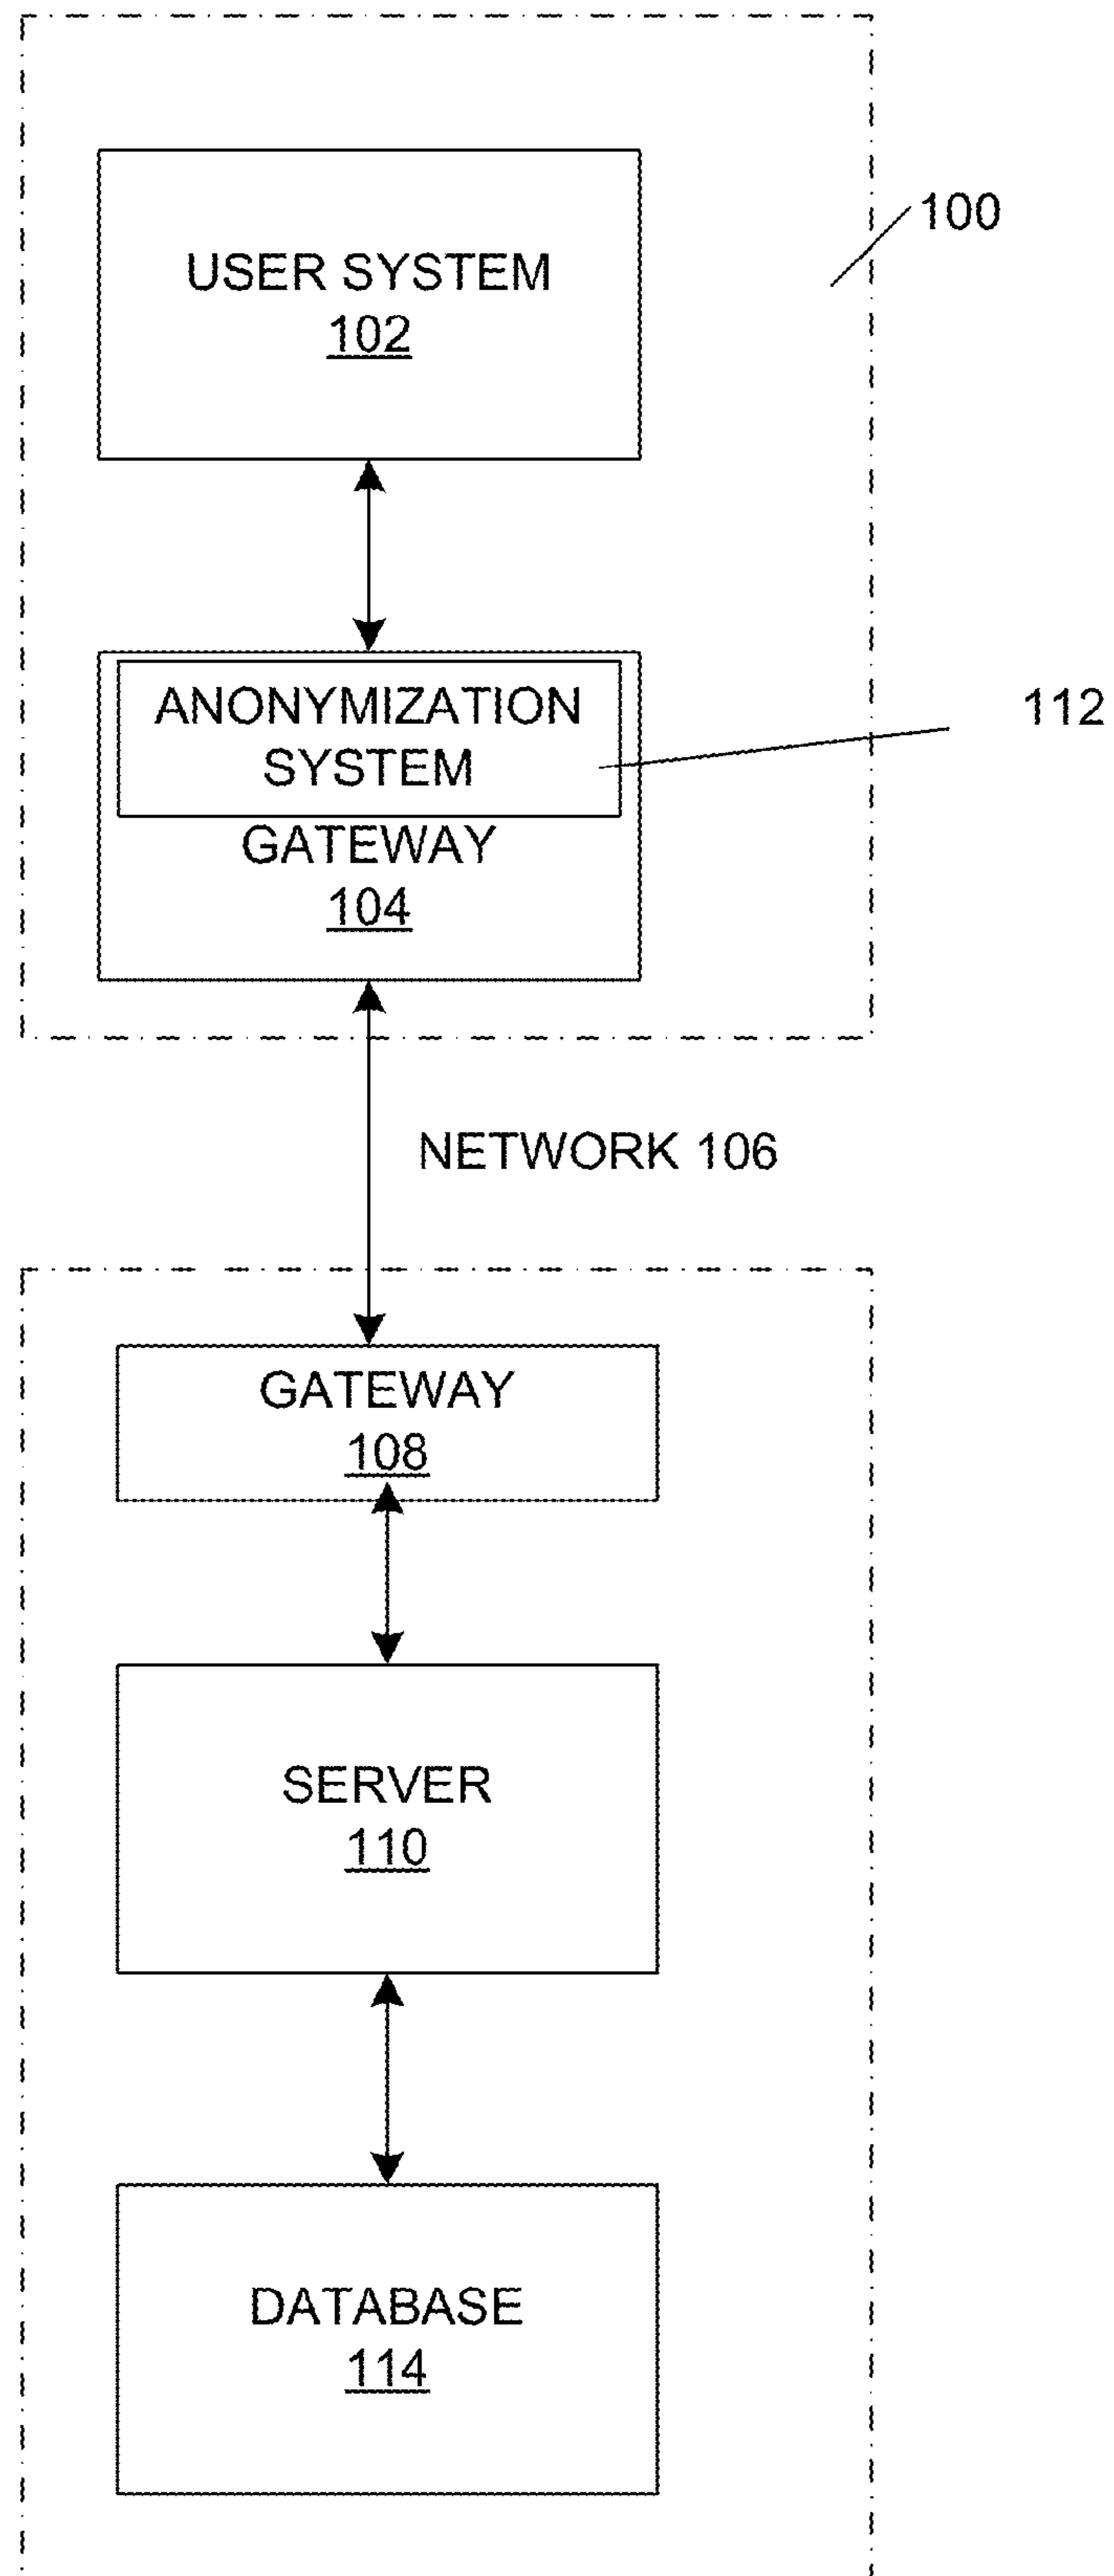 100
USER SYSTEM
102
ANONYMIZATION
SYSTEM
112
GATEWAY
104
NETWORK 106
GATEWAY
108
SERVER
110
DATABASE
114